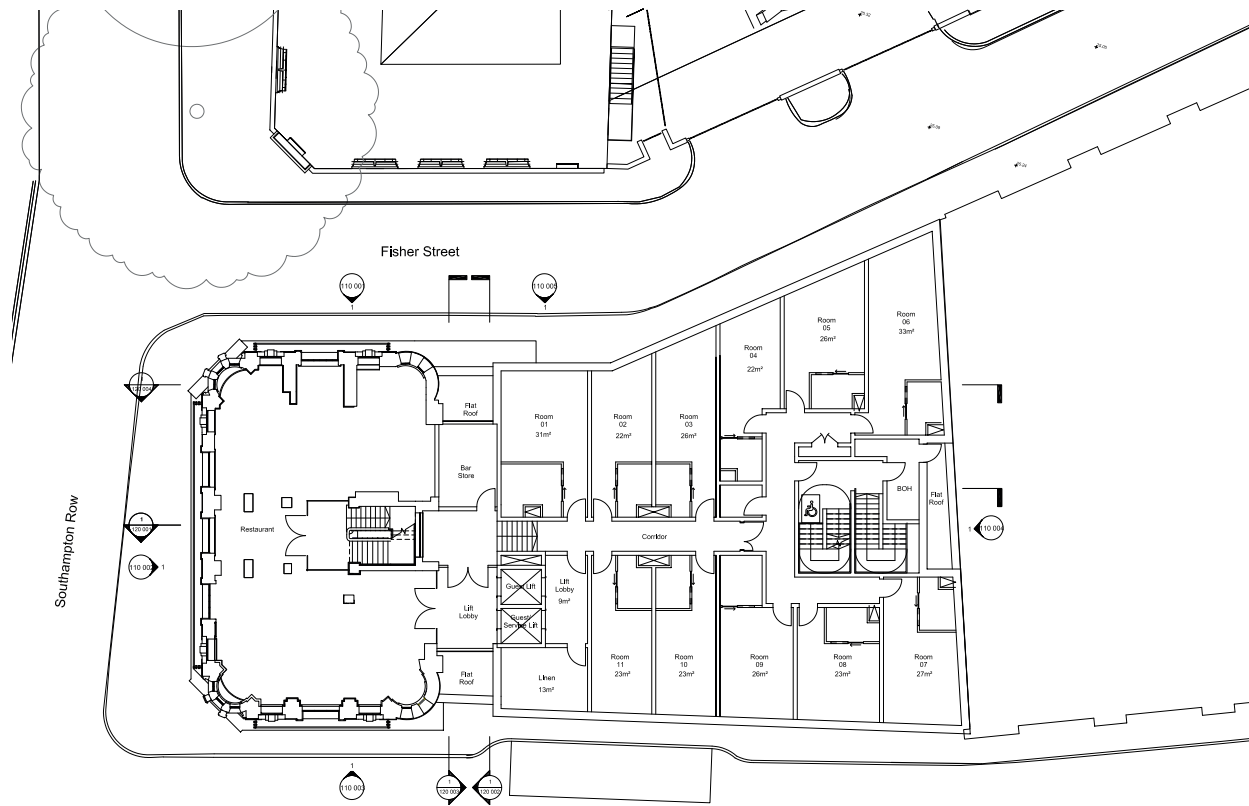 Fisher Street
110 001
1
110 005
1
120 004
Room
06
33m²
Room
05
26m²
Room
04
22m²
Flat
Roof
Room
01
31m²
Room
02
22m²
Room
03
26m²
Bar
Store
BOH
Flat
Roof
Southampton Row
1
120 001
Restaurant
Corridor
1
110 004
110 002
1
Lift
Lobby
Guest Lift
Guest/
Service Lift
Lift
Lobby
9m²
Flat
Roof
Linen
13m²
Room
11
23m²
Room
10
23m²
Room
09
26m²
Room
08
23m²
Room
07
27m²
1
110 003
1
120 003
1
120 002